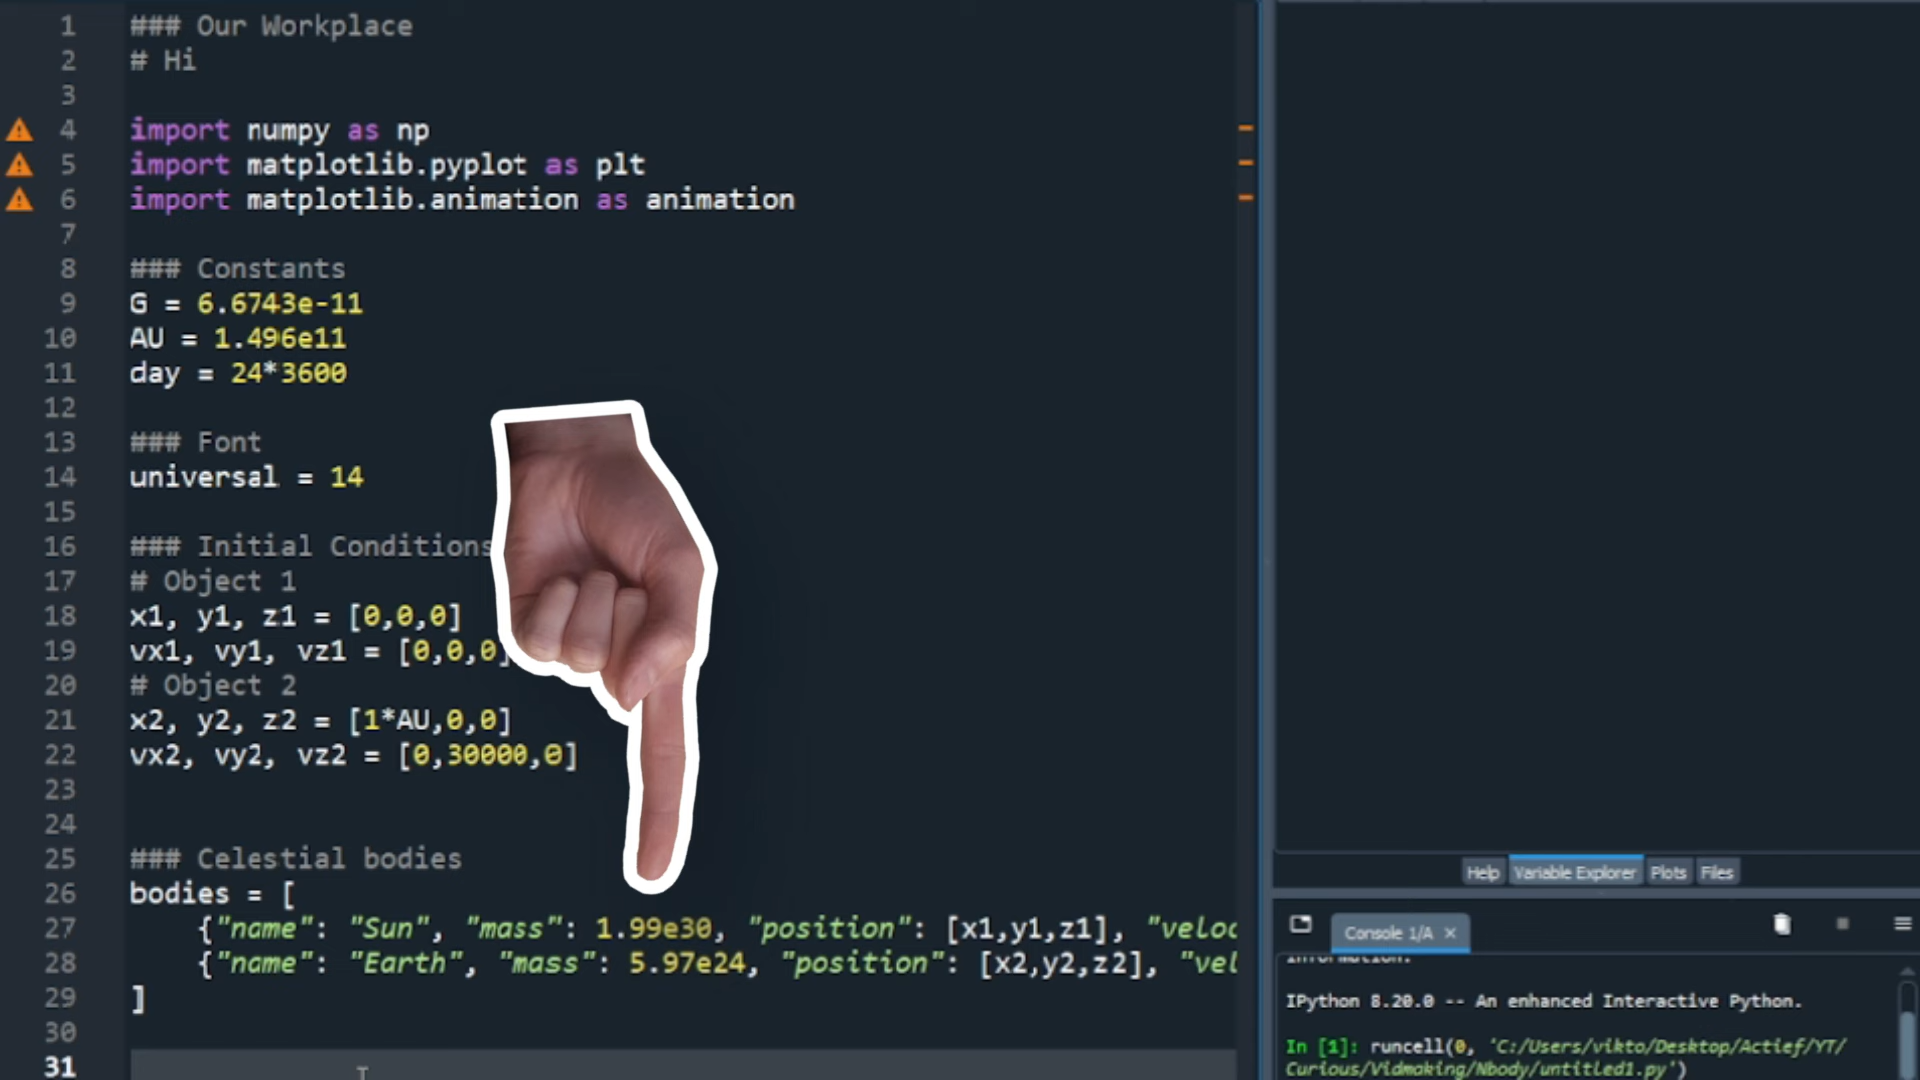 1 ### Our Workplace
2 # Hi
3
4 import numpy as np
5 import matplotlib.pyplot as plt
6 import matplotlib.animation as animation
7
8 ### Constants
9 G = 6.6743e-11
10 AU = 1.496e11
11 day = 24*3600
12
13 ### Font
14 universal = 14
15
16 ### Initial Conditions
17 # Object 1
18 x1, y1, z1 = [0,0,0]
19 vx1, vy1, vz1 = [0,0,0]
20 # Object 2
21 x2, y2, z2 = [1*AU,0,0]
22 vx2, vy2, vz2 = [0,30000,0]
23
24
25 ### Celestial bodies
26 bodies = [
27 {"name": "Sun", "mass": 1.99e30, "position": [x1,y1,z1], "veloc
28 {"name": "Earth", "mass": 5.97e24, "position": [x2,y2,z2], "vel
29 ]
30
31
Help Variable Explorer Plots Files
Console 1/A ×
information.
IPython 8.20.0 -- An enhanced Interactive Python.
In [1]: runcell(0, 'C:/Users/vikto/Desktop/Actief/YT/
Curious/Vidmaking/Nbody/untitled1.py')